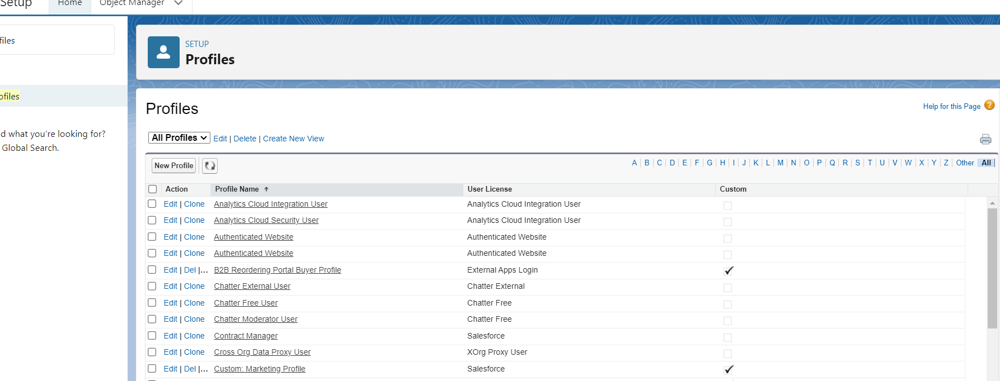 Setup Home Object Manager
files
SETUP
Profiles
ofiles
d what you're looking for?
Global Search.
Profiles
Help for this Page ?
All Profiles Edit | Delete | Create New View
New Profile
A | B | C | D | E | F | G | H | I | J | K | L | M | N | O | P | Q | R | S | T | U | V | W | X | Y | Z | Other | All
Action Profile Name ↑ User License Custom
Edit | Clone Analytics Cloud Integration User Analytics Cloud Integration User
Edit | Clone Analytics Cloud Security User Analytics Cloud Integration User
Edit | Clone Authenticated Website Authenticated Website
Edit | Clone Authenticated Website Authenticated Website
Edit | Del |... B2B Reordering Portal Buyer Profile External Apps Login ✓
Edit | Clone Chatter External User Chatter External
Edit | Clone Chatter Free User Chatter Free
Edit | Clone Chatter Moderator User Chatter Free
Edit | Clone Contract Manager Salesforce
Edit | Clone Cross Org Data Proxy User XOrg Proxy User
Edit | Del |... Custom: Marketing Profile Salesforce ✓